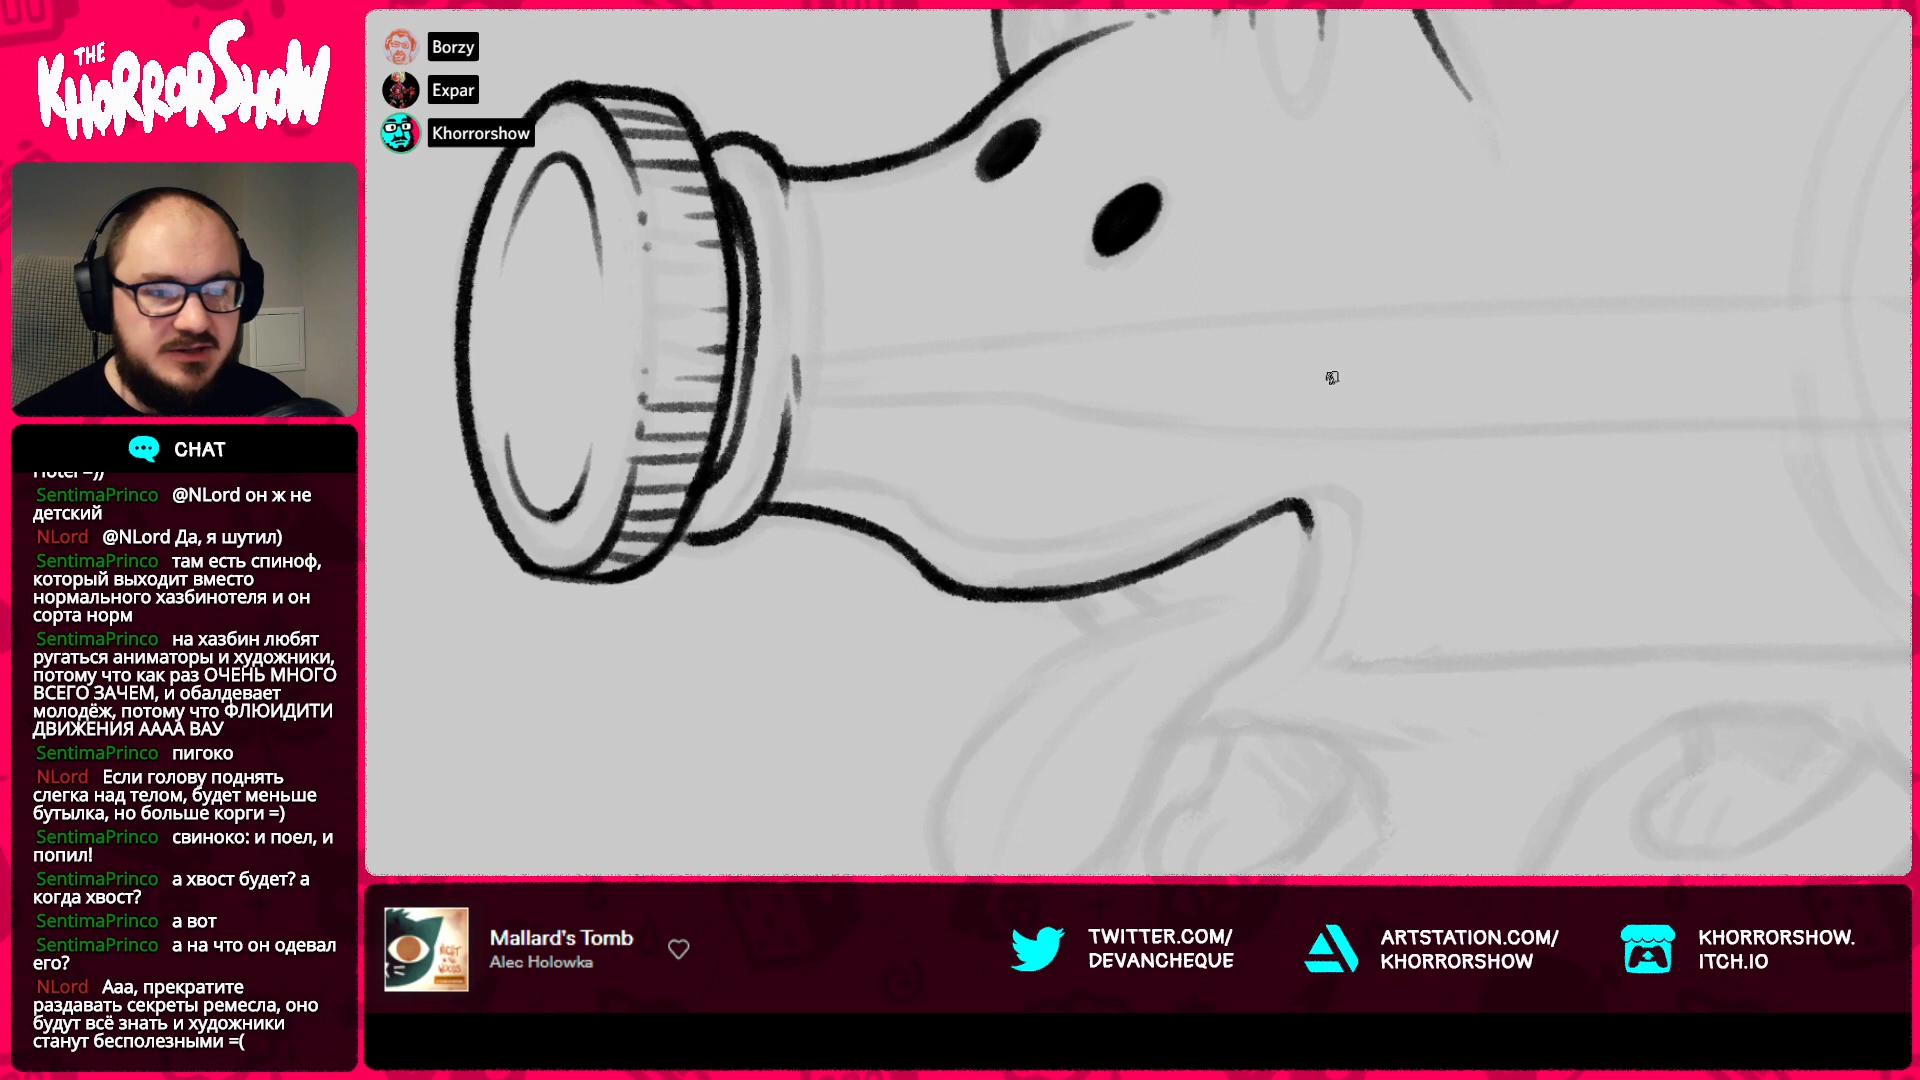 THE
KHORRORSHOW
Borzy
Expar
Khorrorshow
CHAT
Hotel =))
SentimaPrinco @NLord он ж не
детский
NLord @NLord Да, я шутил)
SentimaPrinco там есть спиноф,
который выходит вместо
нормального хазбинотеля и он
сорта норм
SentimaPrinco на хазбин любят
ругаться аниматоры и художники,
потому что как раз ОЧЕНЬ МНОГО
ВСЕГО ЗАЧЕМ, и обалдевает
молодёж, потому что ФЛЮИДИТИ
ДВИЖЕНИЯ АААА ВАУ
SentimaPrinco пигоко
NLord Если голову поднять
слегка над телом, будет меньше
бутылка, но больше корги =)
SentimaPrinco свиноко: и поел, и
попил!
SentimaPrinco а хвост будет? а
когда хвост?
SentimaPrinco а вот
SentimaPrinco а на что он одевал
его?
NLord Ааа, прекратите
раздавать секреты ремесла, оно
будут всё знать и художники
станут бесполезными =(
Mallard's Tomb
Alec Holowka
TWITTER.COM/
DEVANCHEQUE
ARTSTATION.COM/
KHORRORSHOW
KHORRORSHOW.
ITCH.IO